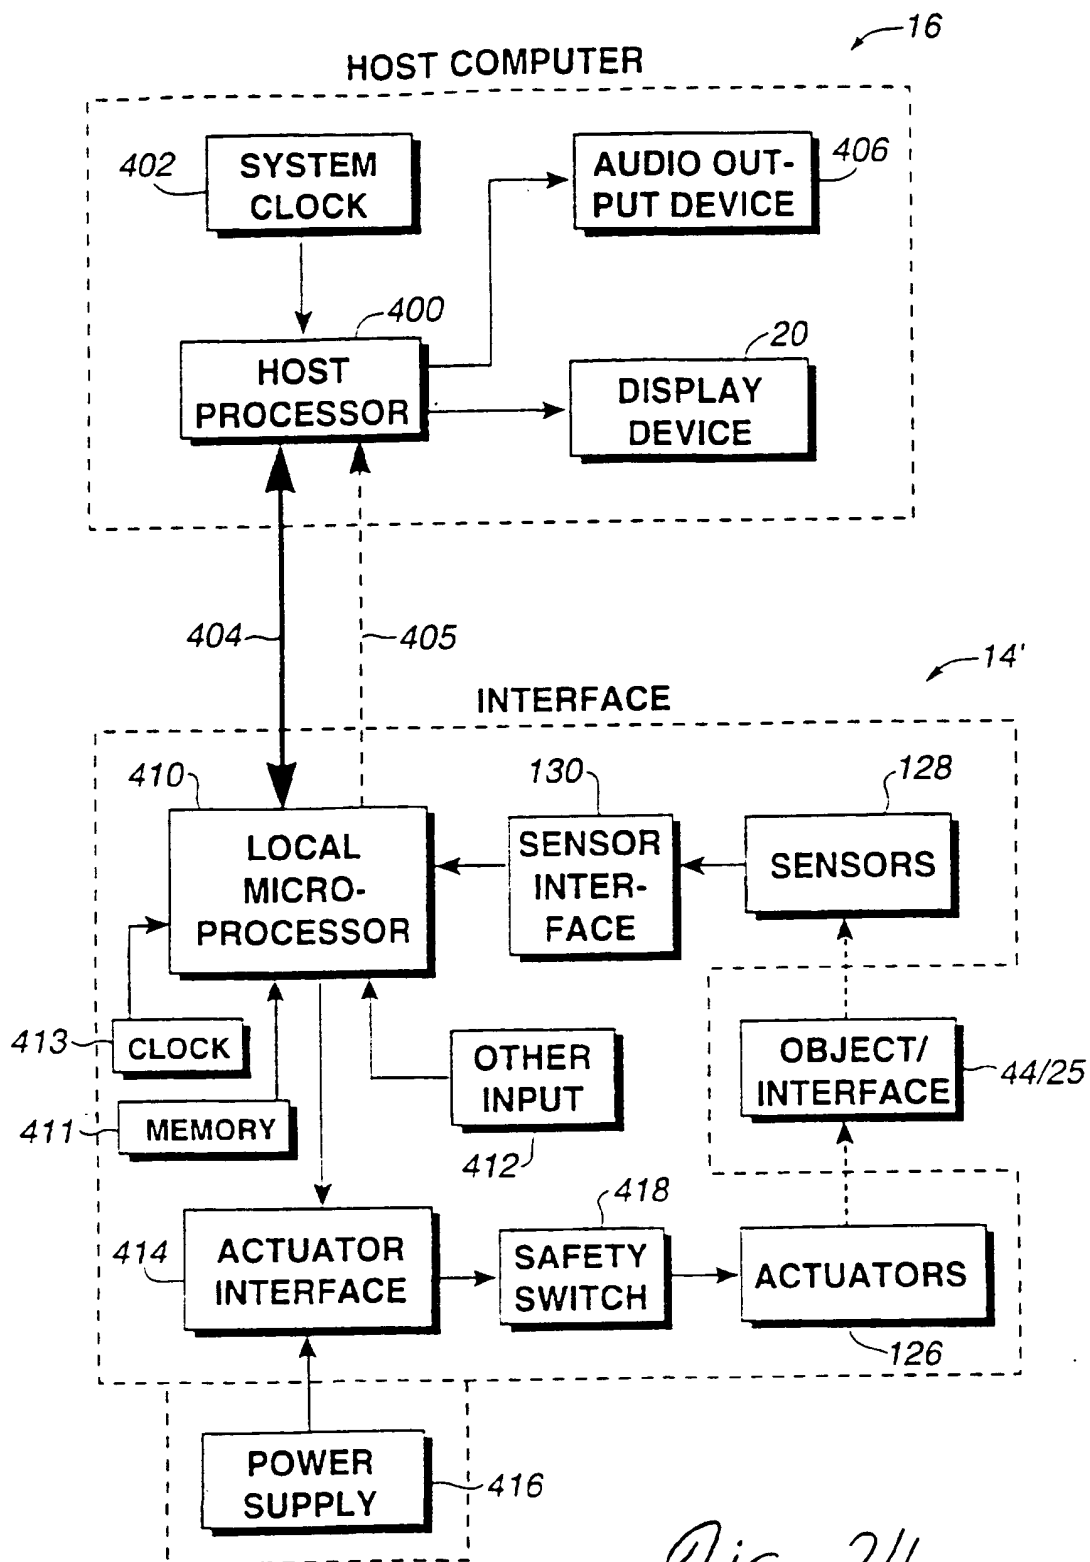 16
HOST COMPUTER
402
SYSTEM
CLOCK
AUDIO OUT-
PUT DEVICE
406
400
HOST
PROCESSOR
20
DISPLAY
DEVICE
404
405
14'
INTERFACE
410
LOCAL
MICRO-
PROCESSOR
130
SENSOR
INTER-
FACE
128
SENSORS
413
CLOCK
411
MEMORY
OTHER
INPUT
412
OBJECT/
INTERFACE
44/25
414
ACTUATOR
INTERFACE
418
SAFETY
SWITCH
ACTUATORS
126
POWER
SUPPLY
416
Fig. 24